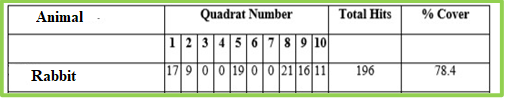 Animal - Quadrat Number Total Hits % Cover
1 2 3 4 5 6 7 8 9 10
Rabbit 17 9 0 0 19 0 0 21 16 11 196 78.4